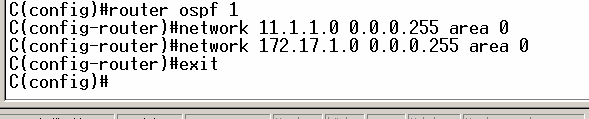 C(config)#router ospf 1
C(config-router)#network 11.1.1.0 0.0.0.255 area 0
C(config-router)#network 172.17.1.0 0.0.0.255 area 0
C(config-router)#exit
C(config)#